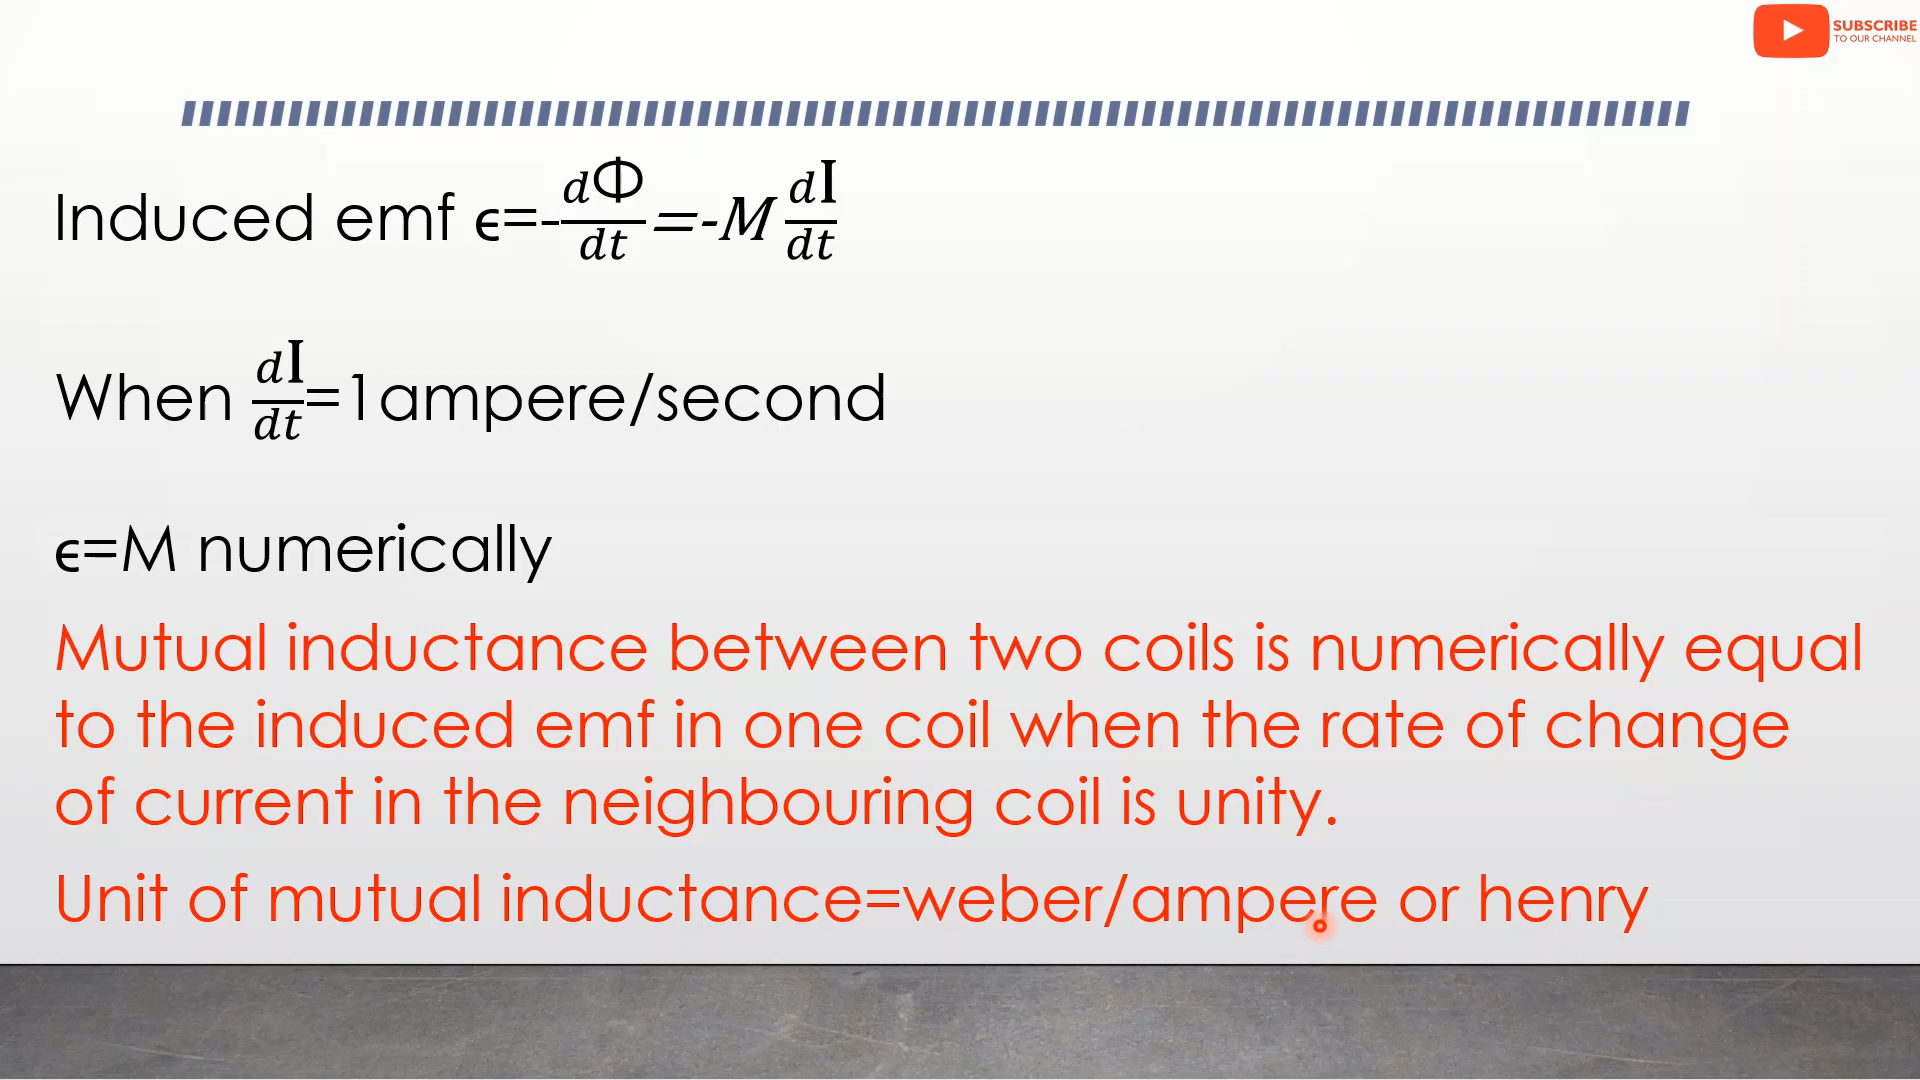 SUBSCRIBE
TO OUR CHANNEL
Induced emf ϵ=-dΦ/dt=-M dI/dt
When dI/dt=1ampere/second
ϵ=M numerically
Mutual inductance between two coils is numerically equal
to the induced emf in one coil when the rate of change
of current in the neighbouring coil is unity.
Unit of mutual inductance=weber/ampere or henry